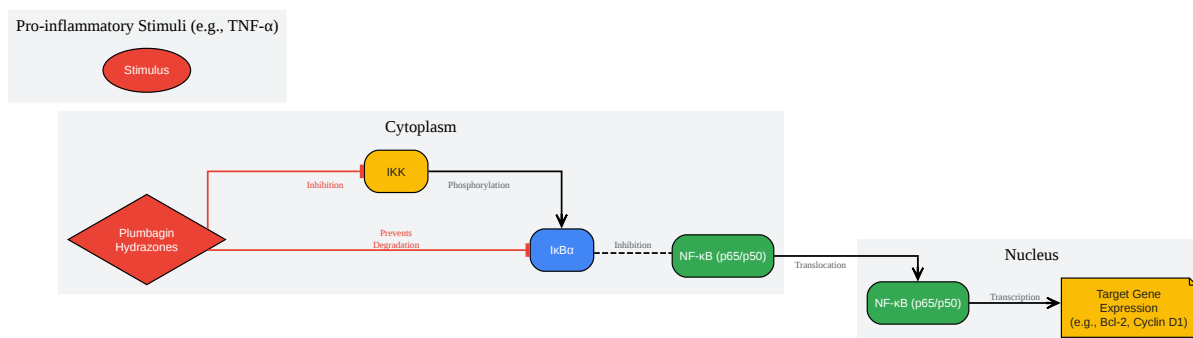 Pro-inflammatory Stimuli (e.g., TNF-α)
Stimulus
Cytoplasm
IKK
Inhibition
Phosphorylation
Plumbagin
Hydrazones
Prevents
Degradation
IκBα
Inhibition
NF-κB (p65/p50)
Translocation
Nucleus
NF-κB (p65/p50)
Transcription
Target Gene
Expression
(e.g., Bcl-2, Cyclin D1)